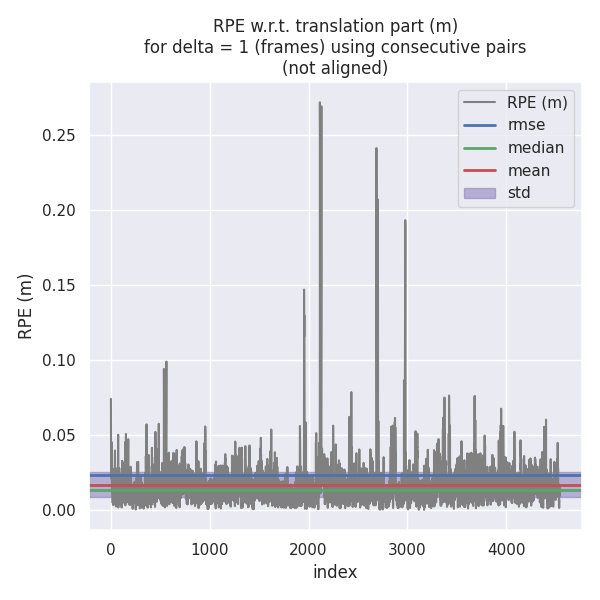 RPE w.r.t. translation part (m)
for delta = 1 (frames) using consecutive pairs
(not aligned)
RPE (m)
rmse
median
mean
std
0.25
0.20
0.15
0.10
0.05
0.00
RPE (m)
0
1000
2000
3000
4000
index